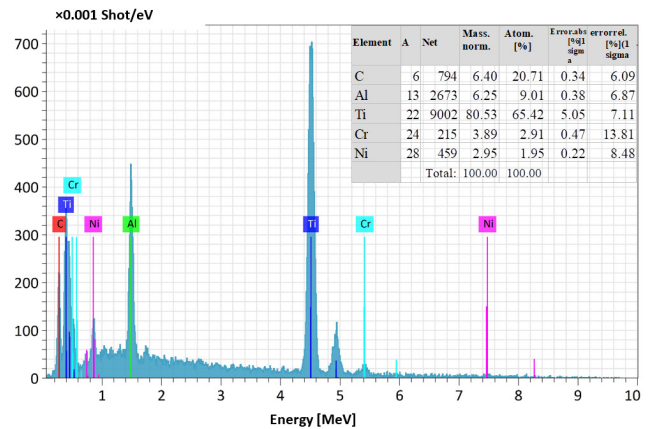 ×0.001 Shot/eV
Element A Net Mass. norm. Atom. [%] Error.abs [%]1 sigm a errorrel. [%](1 sigma
C 6 794 6.40 20.71 0.34 6.09
Al 13 2673 6.25 9.01 0.38 6.87
Ti 22 9002 80.53 65.42 5.05 7.11
Cr 24 215 3.89 2.91 0.47 13.81
Ni 28 459 2.95 1.95 0.22 8.48
Total: 100.00 100.00
700
600
500
400
300
200
100
0
Cr
Ti
C Ni Al Ti Cr Ni
1 2 3 4 5 6 7 8 9 10
Energy [MeV]